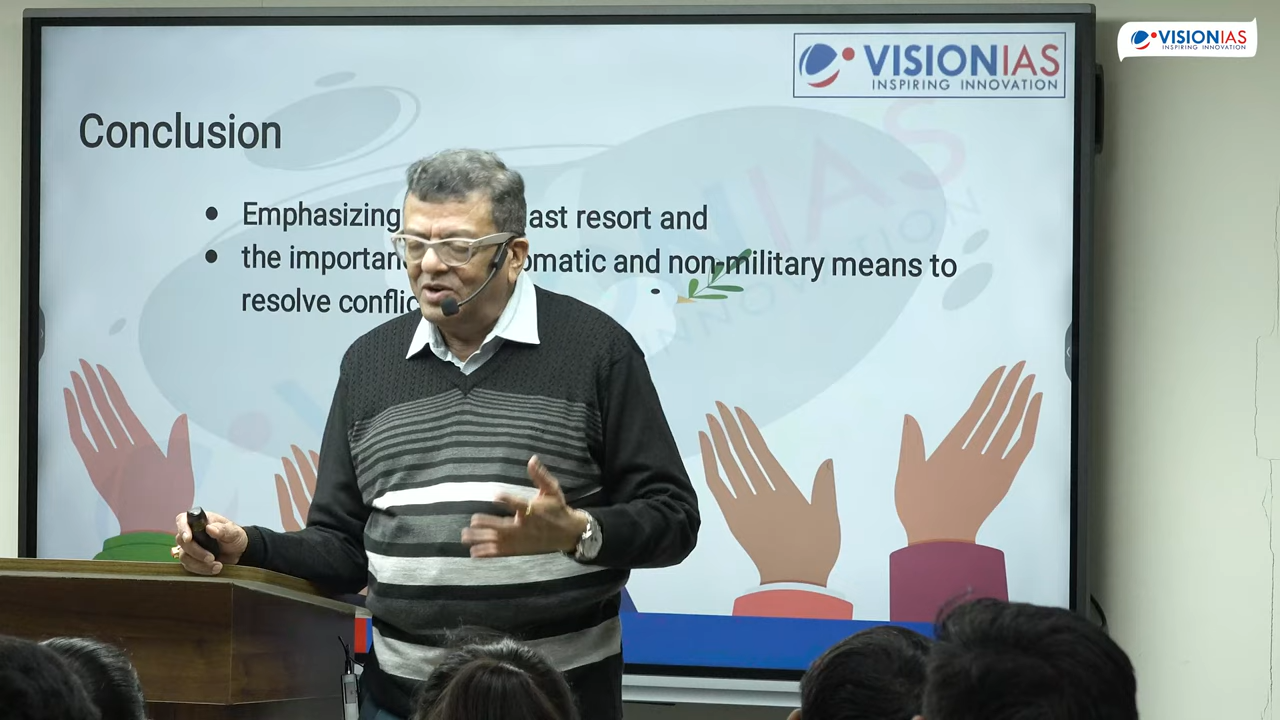 VISIONIAS
INSPIRING INNOVATION
VISIONIAS
INSPIRING INNOVATION
Conclusion
• Emphasizing ast resort and
• the importan omatic and non-military means to
resolve conflic